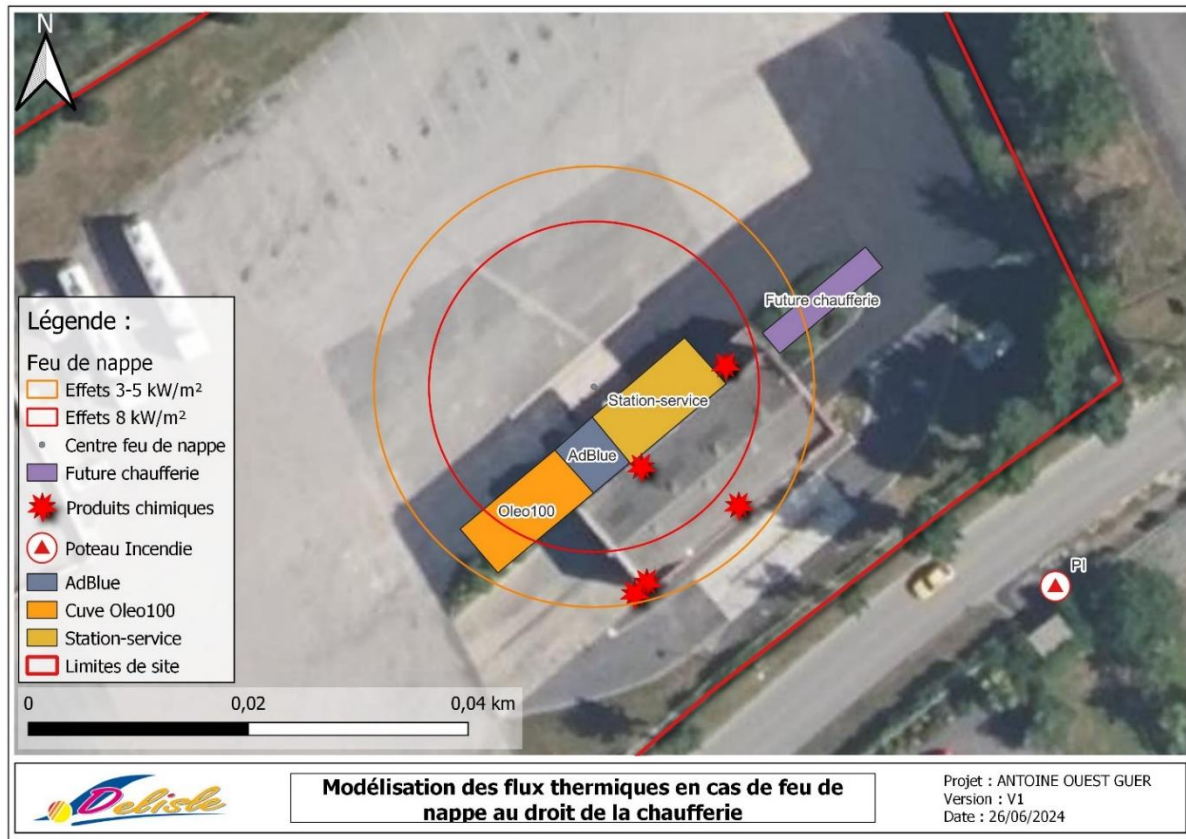 N
Future chaufferie
Station-service
AdBlue
Oleo100
PI
Légende :
Feu de nappe
Effets 3-5 kW/m²
Effets 8 kW/m²
Centre feu de nappe
Future chaufferie
Produits chimiques
Poteau Incendie
AdBlue
Cuve Oleo100
Station-service
Limites de site
0 0,02 0,04 km
Delisle
Modélisation des flux thermiques en cas de feu de
nappe au droit de la chaufferie
Projet : ANTOINE OUEST GUER
Version : V1
Date : 26/06/2024